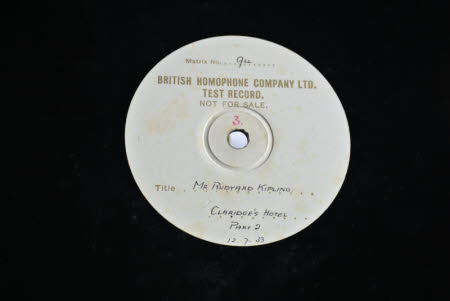 Matrix No. 9u
BRITISH HOMOPHONE COMPANY LTD.
TEST RECORD.
NOT FOR SALE.
3.
Title . MR RUDYARD KIPLING. . .
CLARIDGE'S HOTEL
PART 2
12. 7. 33